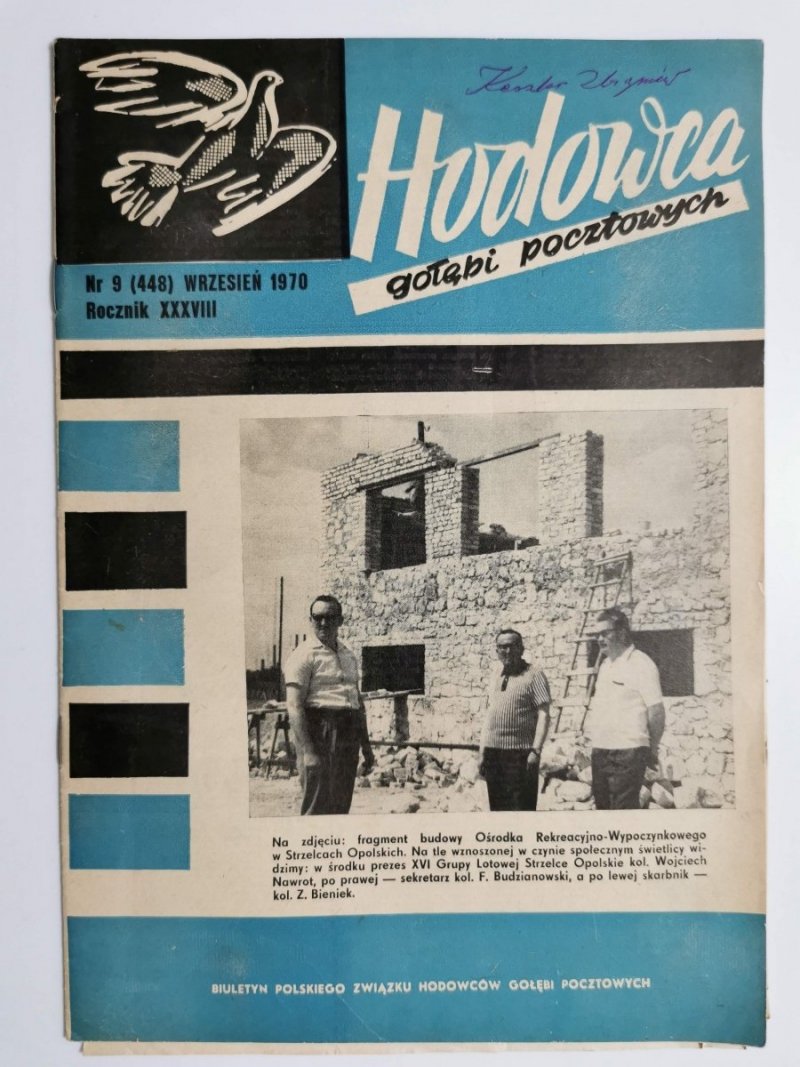 Hodowca
gołębi pocztowych
Nr 9 (448) WRZESIEŃ 1970
Rocznik XXXVIII
Na zdjęciu: fragment budowy Ośrodka Rekreacyjno-Wypoczynkowego
w Strzelcach Opolskich. Na tle wznoszonej w czynie społecznym świetlicy wi-
dzimy: w środku prezes XVI Grupy Lotowej Strzelce Opolskie kol. Wojciech
Nawrot, po prawej — sekretarz kol. F. Budzianowski, a po lewej skarbnik —
kol. Z. Bieniek.
BIULETYN POLSKIEGO ZWIĄZKU HODOWCÓW GOŁĘBI POCZTOWYCH